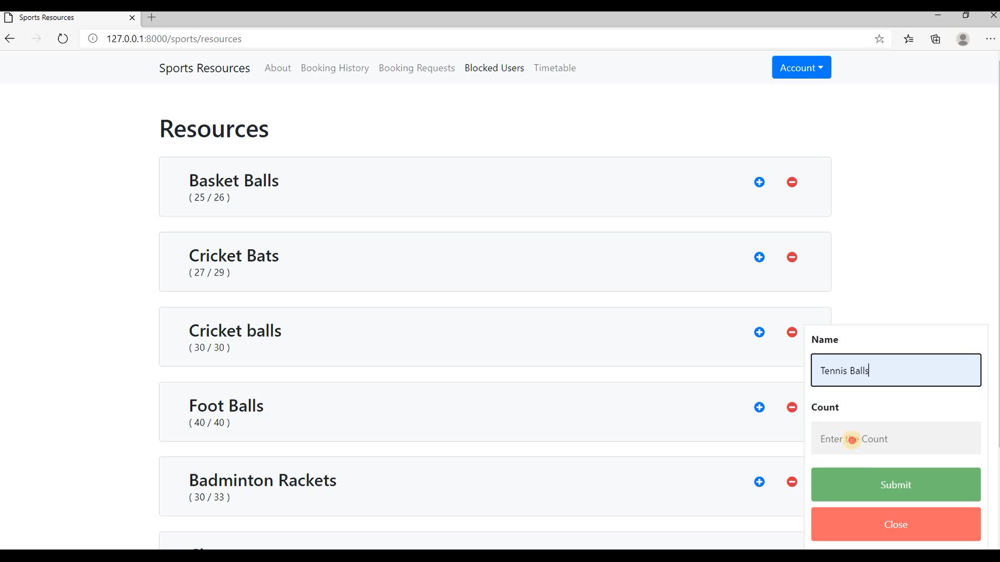 Sports Resources
127.0.0.1:8000/sports/resources
Sports Resources About Booking History Booking Requests Blocked Users Timetable Account
Resources
Basket Balls
( 25 / 26 )
Cricket Bats
( 27 / 29 )
Cricket balls
( 30 / 30 )
Foot Balls
( 40 / 40 )
Badminton Rackets
( 30 / 33 )
Name
Tennis Balls
Count
Enter the Count
Submit
Close